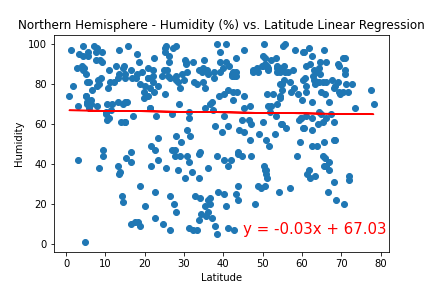 Northern Hemisphere - Humidity (%) vs. Latitude Linear Regression
100
80
60
40
20
0
Humidity
y = -0.03x + 67.03
0 10 20 30 40 50 60 70 80
Latitude